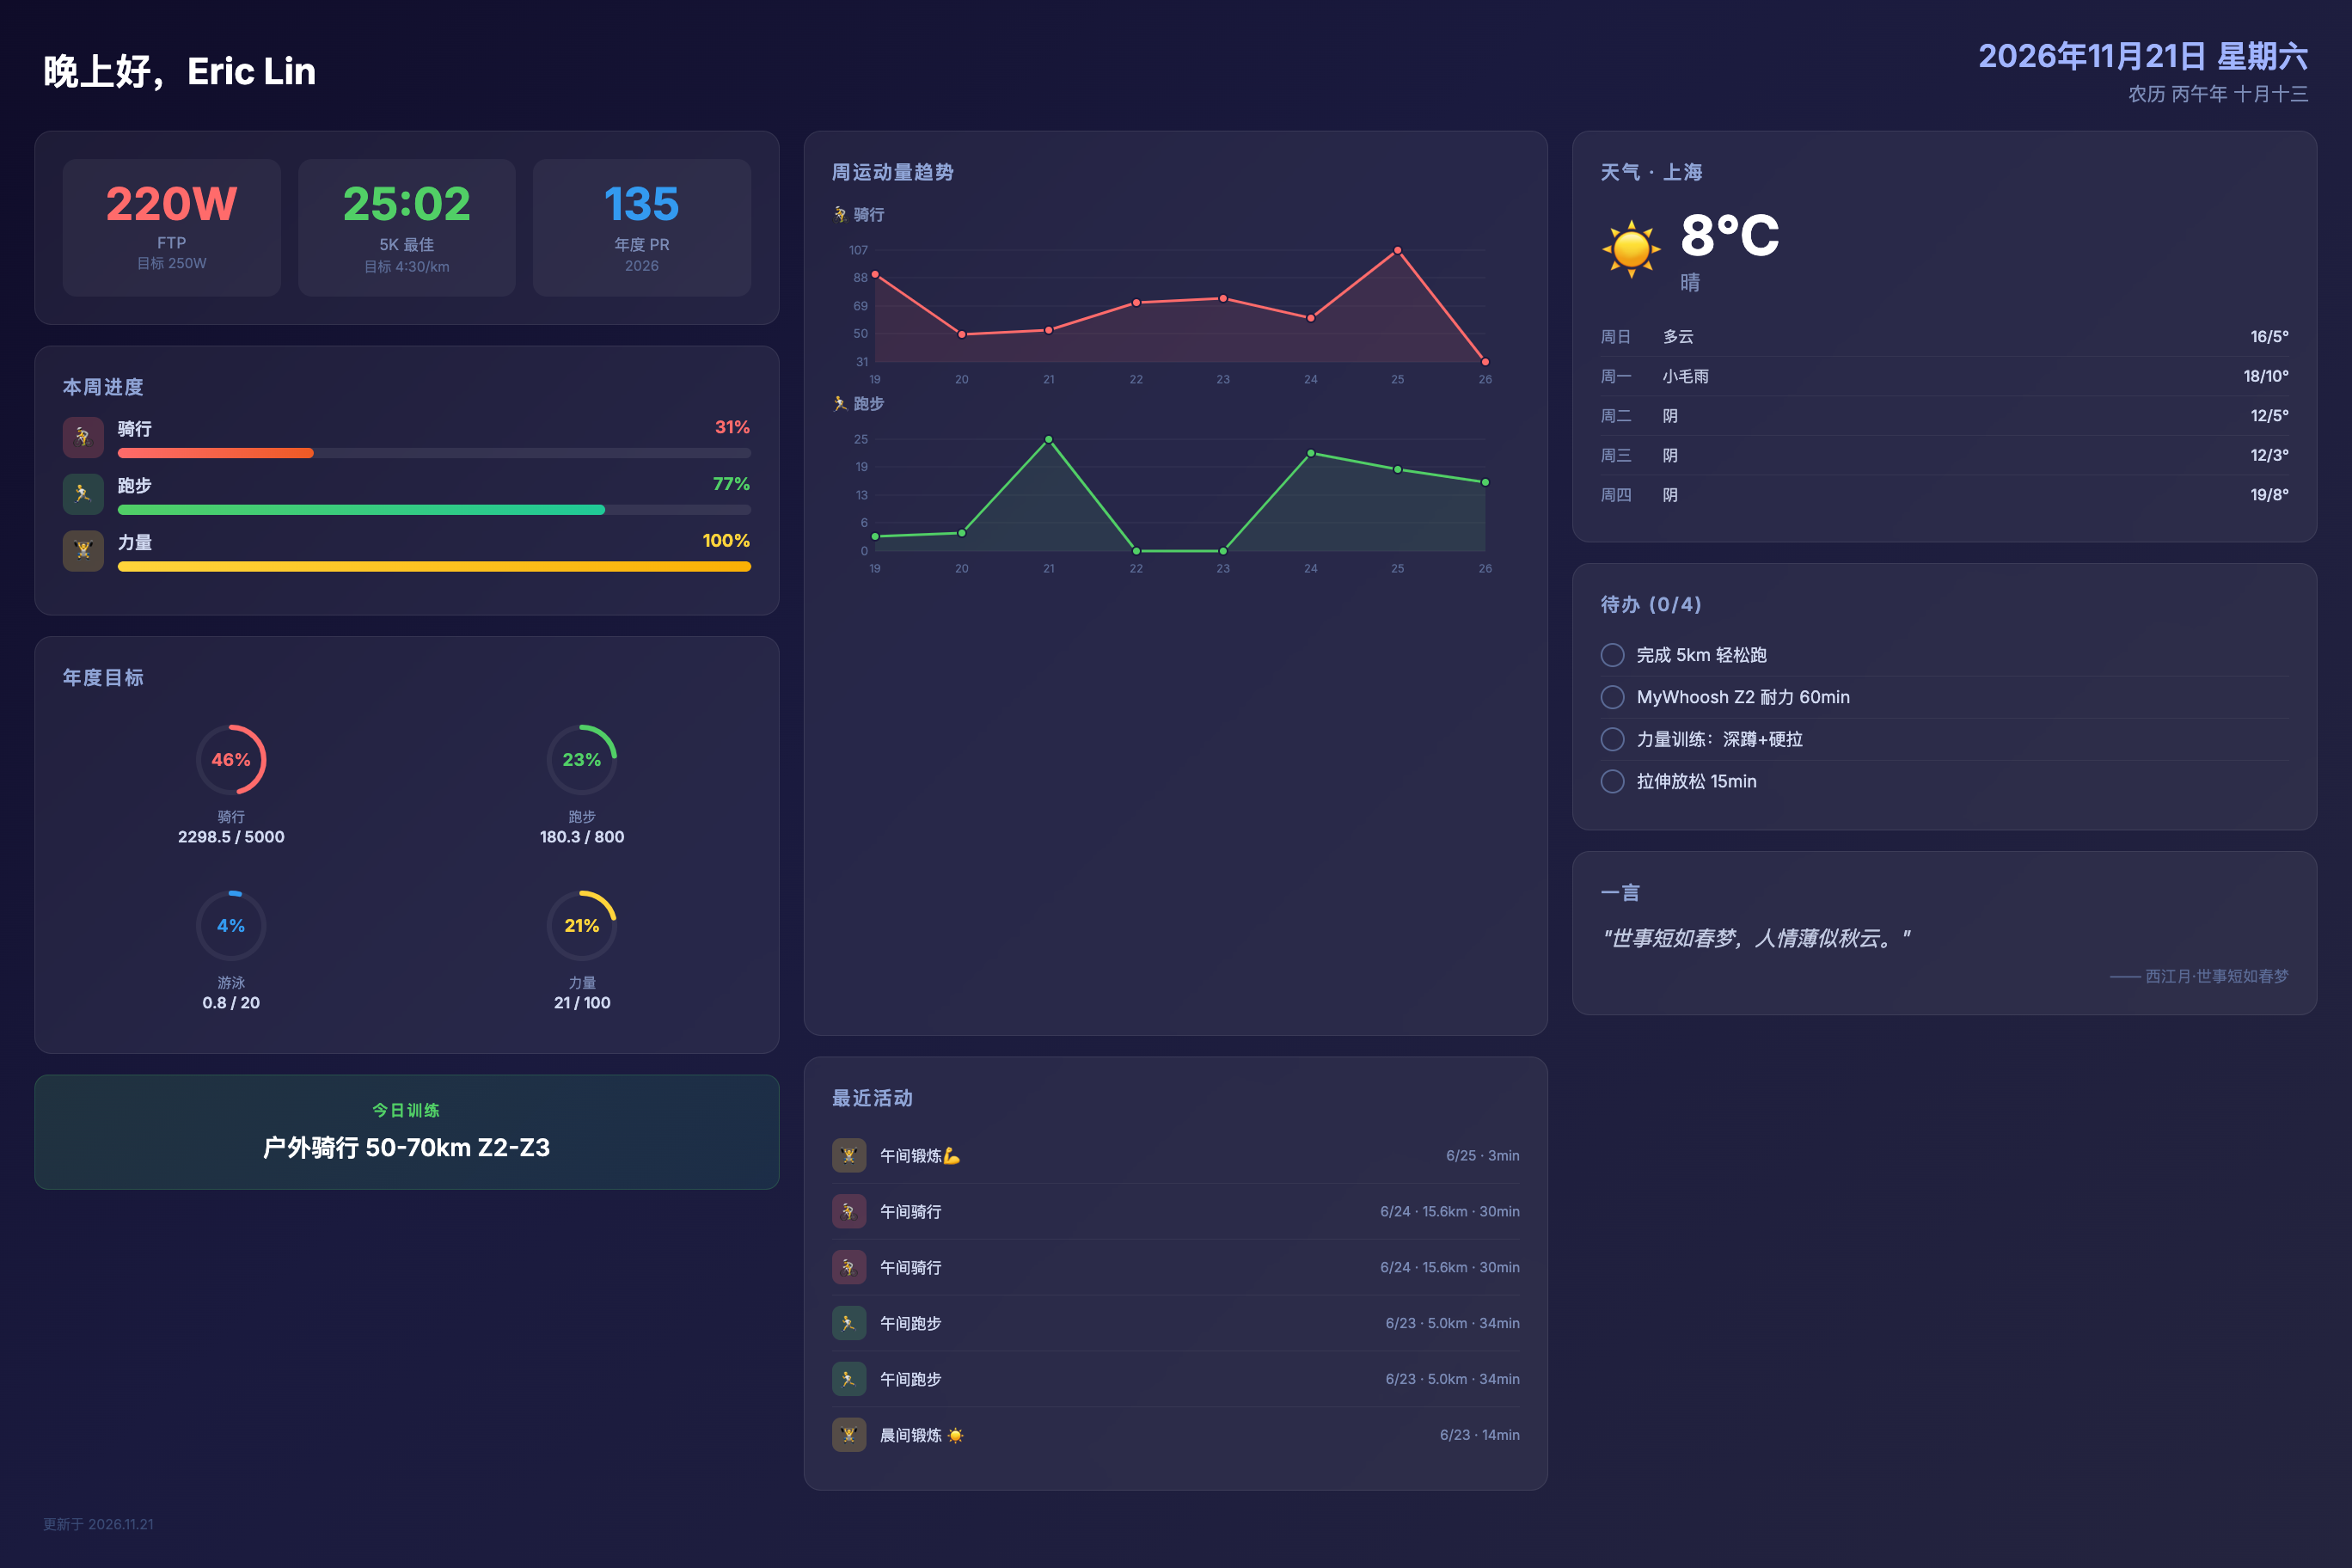 晚上好，Eric Lin
2026年11月21日 星期六
农历 丙午年 十月十三
220W
FTP
目标 250W
25:02
5K 最佳
目标 4:30/km
135
年度 PR
2026
本周进度
骑行
31%
跑步
77%
力量
100%
年度目标
46%
骑行
2298.5 / 5000
23%
跑步
180.3 / 800
4%
游泳
0.8 / 20
21%
力量
21 / 100
今日训练
户外骑行 50-70km Z2-Z3
周运动量趋势
骑行
107
88
69
50
31
19 20 21 22 23 24 25 26
跑步
25
19
13
6
0
19 20 21 22 23 24 25 26
最近活动
午间锻炼💪 6/25 · 3min
午间骑行 6/24 · 15.6km · 30min
午间骑行 6/24 · 15.6km · 30min
午间跑步 6/23 · 5.0km · 34min
午间跑步 6/23 · 5.0km · 34min
晨间锻炼 ☀️ 6/23 · 14min
天气 · 上海
8°C
晴
周日 多云 16/5°
周一 小毛雨 18/10°
周二 阴 12/5°
周三 阴 12/3°
周四 阴 19/8°
待办 (0/4)
完成 5km 轻松跑
MyWhoosh Z2 耐力 60min
力量训练：深蹲+硬拉
拉伸放松 15min
一言
"世事短如春梦，人情薄似秋云。"
—— 西江月·世事短如春梦
更新于 2026.11.21